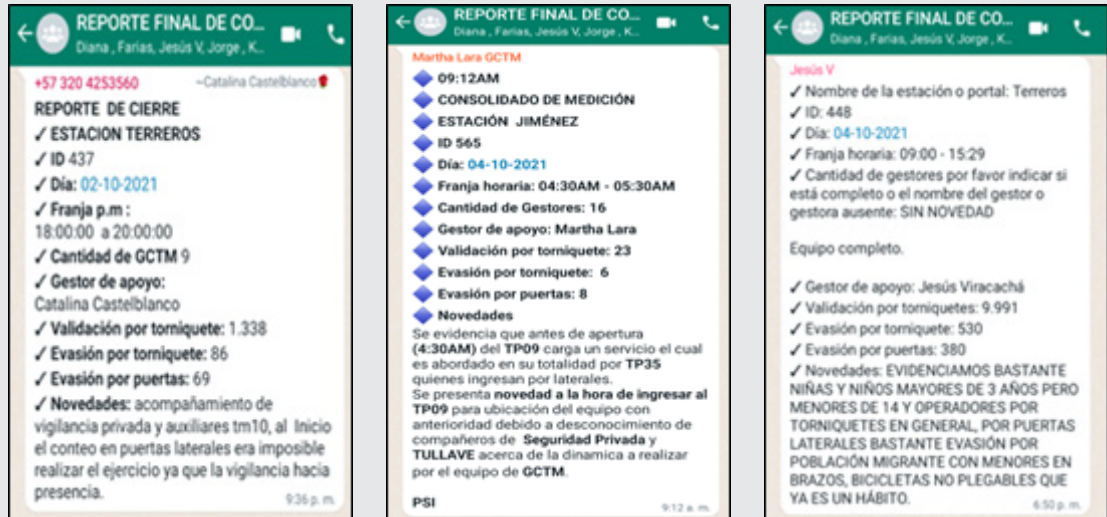 REPORTE FINAL DE CO...
Diana , Farias, Jesús V, Jorge , K...
+57 320 4253560
~Catalina Castelblanco
REPORTE DE CIERRE
✓ ESTACION TERREROS
✓ ID 437
✓ Día: 02-10-2021
✓ Franja p.m :
18:00:00 a 20:00:00
✓ Cantidad de GCTM 9
✓ Gestor de apoyo:
Catalina Castelblanco
✓ Validación por torniquete: 1.338
✓ Evasión por torniquete: 86
✓ Evasión por puertas: 69
✓ Novedades: acompañamiento de
vigilancia privada y auxiliares tm10, al Inicio
el conteo en puertas laterales era imposible
realizar el ejercicio ya que la vigilancia hacia
presencia.
9:36 p. m.
REPORTE FINAL DE CO...
Diana , Farias, Jesús V, Jorge , K...
Martha Lara GCTM
09:12AM
CONSOLIDADO DE MEDICIÓN
ESTACIÓN JIMÉNEZ
ID 565
Día: 04-10-2021
Franja horaria: 04:30AM - 05:30AM
Cantidad de Gestores: 16
Gestor de apoyo: Martha Lara
Validación por torniquete: 23
Evasión por torniquete: 6
Evasión por puertas: 8
Novedades
Se evidencia que antes de apertura
(4:30AM) del TP09 carga un servicio el cual
es abordado en su totalidad por TP35
quienes ingresan por laterales.
Se presenta novedad a la hora de ingresar al
TP09 para ubicación del equipo con
anterioridad debido a desconocimiento de
compañeros de Seguridad Privada y
TULLAVE acerca de la dinamica a realizar
por el equipo de GCTM.
PSI
9:12 a. m.
REPORTE FINAL DE CO...
Diana , Farias, Jesús V, Jorge , K...
Jesús V
✓ Nombre de la estación o portal: Terreros
✓ ID: 448
✓ Día: 04-10-2021
✓ Franja horaria: 09:00 - 15:29
✓ Cantidad de gestores por favor indicar si
está completo o el nombre del gestor o
gestora ausente: SIN NOVEDAD
Equipo completo.
✓ Gestor de apoyo: Jesús Viracachá
✓ Validación por torniquetes: 9.991
✓ Evasión por torniquete: 530
✓ Evasión por puertas: 380
✓ Novedades: EVIDENCIAMOS BASTANTE
NIÑAS Y NIÑOS MAYORES DE 3 AÑOS PERO
MENORES DE 14 Y OPERADORES POR
TORNIQUETES EN GENERAL, POR PUERTAS
LATERALES BASTANTE EVASIÓN POR
POBLACIÓN MIGRANTE CON MENORES EN
BRAZOS, BICICLETAS NO PLEGABLES QUE
YA ES UN HÁBITO.
6:50 p. m.